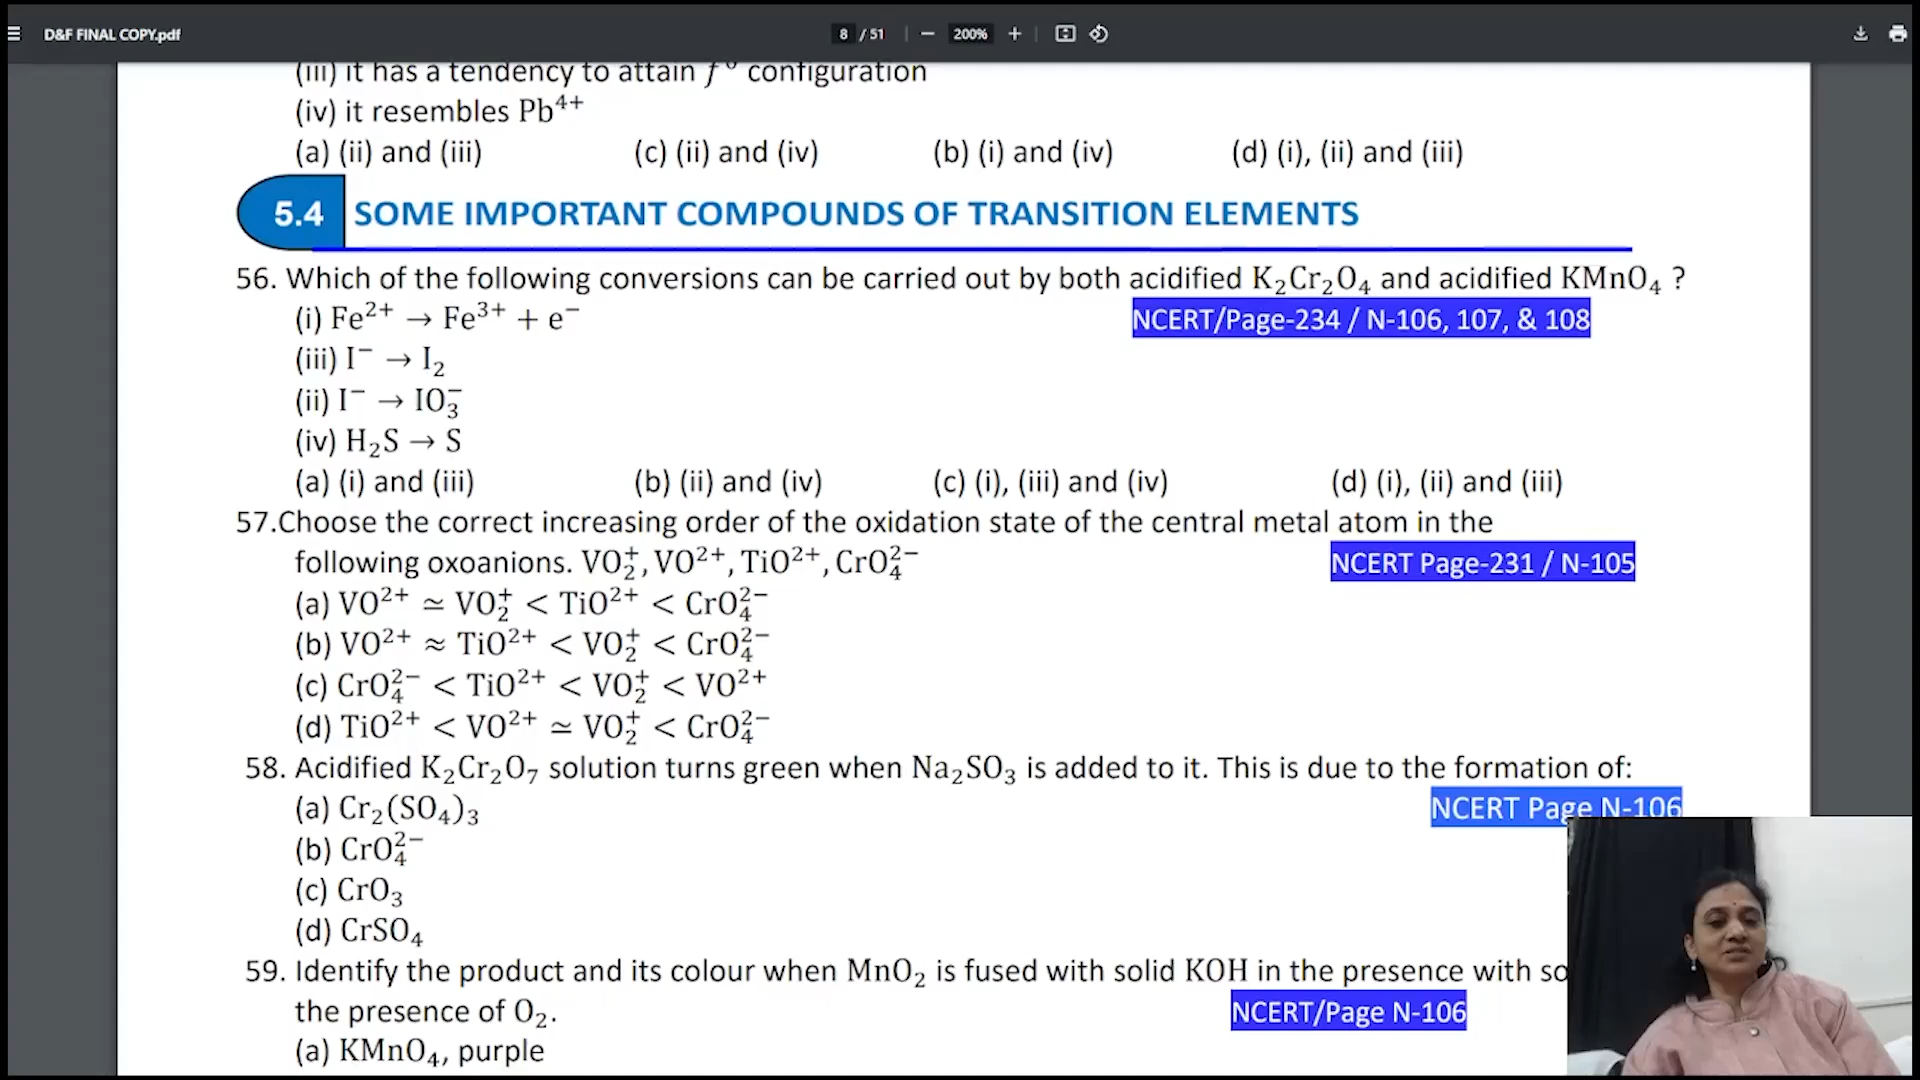 D&F FINAL COPY.pdf
8 / 51
200%
(iii) it has a tendency to attain f⁰ configuration
(iv) it resembles Pb⁴⁺
(a) (ii) and (iii) (c) (ii) and (iv) (b) (i) and (iv) (d) (i), (ii) and (iii)
5.4 SOME IMPORTANT COMPOUNDS OF TRANSITION ELEMENTS
56. Which of the following conversions can be carried out by both acidified K₂Cr₂O₄ and acidified KMnO₄ ?
(i) Fe²⁺ → Fe³⁺ + e⁻ NCERT/Page-234 / N-106, 107, & 108
(iii) I⁻ → I₂
(ii) I⁻ → IO₃⁻
(iv) H₂S → S
(a) (i) and (iii) (b) (ii) and (iv) (c) (i), (iii) and (iv) (d) (i), (ii) and (iii)
57.Choose the correct increasing order of the oxidation state of the central metal atom in the
following oxoanions. VO₂⁺, VO²⁺, TiO²⁺, CrO₄²⁻ NCERT Page-231 / N-105
(a) VO²⁺ ≃ VO₂⁺ < TiO²⁺ < CrO₄²⁻
(b) VO²⁺ ≈ TiO²⁺ < VO₂⁺ < CrO₄²⁻
(c) CrO₄²⁻ < TiO²⁺ < VO₂⁺ < VO²⁺
(d) TiO²⁺ < VO²⁺ ≃ VO₂⁺ < CrO₄²⁻
58. Acidified K₂Cr₂O₇ solution turns green when Na₂SO₃ is added to it. This is due to the formation of:
(a) Cr₂(SO₄)₃ NCERT Page N-106
(b) CrO₄²⁻
(c) CrO₃
(d) CrSO₄
59. Identify the product and its colour when MnO₂ is fused with solid KOH in the presence with so
the presence of O₂. NCERT/Page N-106
(a) KMnO₄, purple